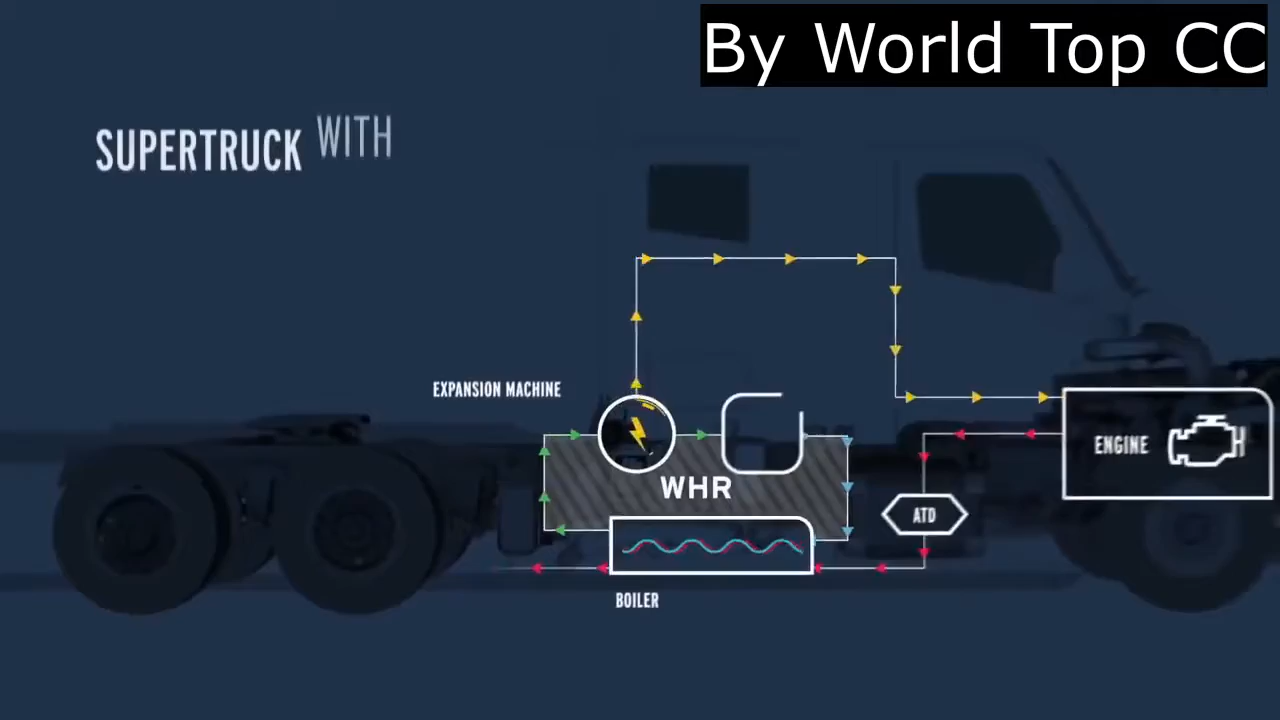 By World Top CC
SUPERTRUCK WITH
EXPANSION MACHINE
ENGINE
WHR
ATD
BOILER